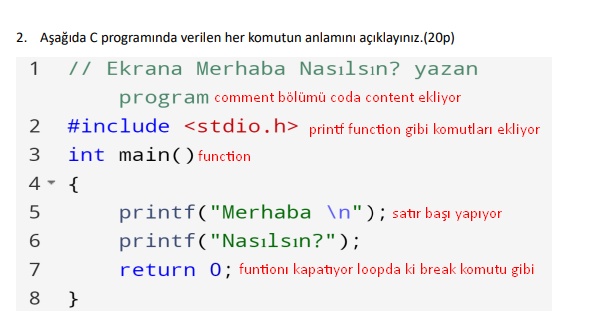 2. Aşağıda C programında verilen her komutun anlamını açıklayınız.(20p)
1 // Ekrana Merhaba Nasılsın? yazan
program comment bölümü coda content ekliyor
2 #include <stdio.h> printf function gibi komutları ekliyor
3 int main() function
4 {
5 printf("Merhaba \n"); satır başı yapıyor
6 printf("Nasılsın?");
7 return 0; funtionı kapatıyor loopda ki break komutu gibi
8 }